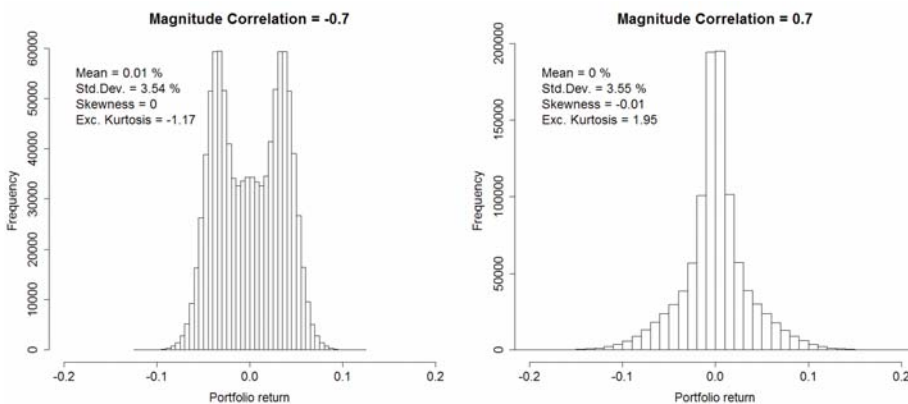 Magnitude Correlation = -0.7
Mean = 0.01 %
Std.Dev. = 3.54 %
Skewness = 0
Exc. Kurtosis = -1.17
Frequency
60000
50000
40000
30000
20000
10000
0
-0.2
-0.1
0.0
0.1
0.2
Portfolio return
Magnitude Correlation = 0.7
Mean = 0 %
Std.Dev. = 3.55 %
Skewness = -0.01
Exc. Kurtosis = 1.95
Frequency
200000
150000
100000
50000
0
-0.2
-0.1
0.0
0.1
0.2
Portfolio return